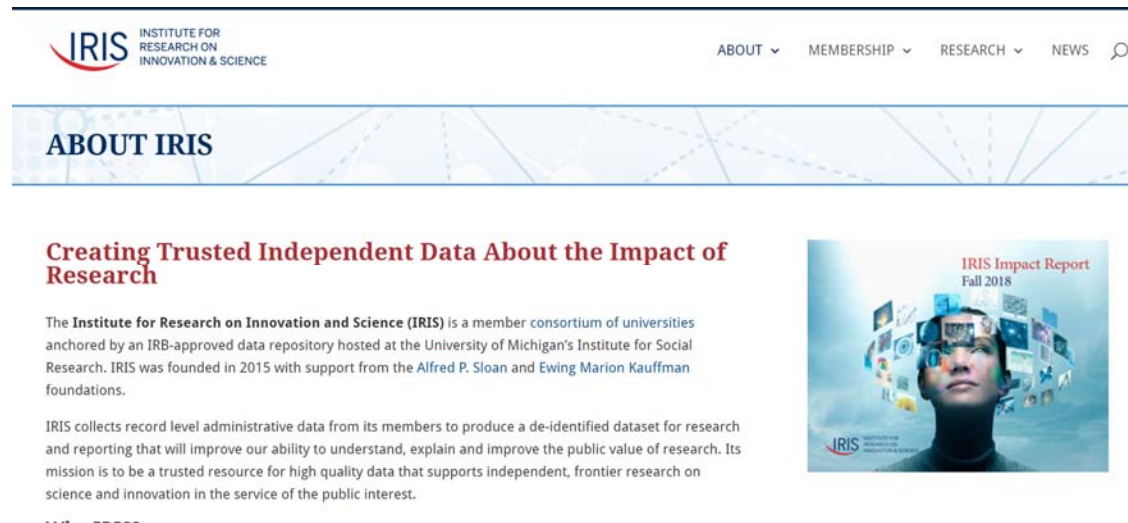 IRIS
INSTITUTE FOR
RESEARCH ON
INNOVATION & SCIENCE
ABOUT
MEMBERSHIP
RESEARCH
NEWS
ABOUT IRIS
Creating Trusted Independent Data About the Impact of
Research
The Institute for Research on Innovation and Science (IRIS) is a member consortium of universities
anchored by an IRB-approved data repository hosted at the University of Michigan's Institute for Social
Research. IRIS was founded in 2015 with support from the Alfred P. Sloan and Ewing Marion Kauffman
foundations.
IRIS collects record level administrative data from its members to produce a de-identified dataset for research
and reporting that will improve our ability to understand, explain and improve the public value of research. Its
mission is to be a trusted resource for high quality data that supports independent, frontier research on
science and innovation in the service of the public interest.
IRIS Impact Report
Fall 2018
IRIS
INSTITUTE FOR
RESEARCH ON
INNOVATION & SCIENCE